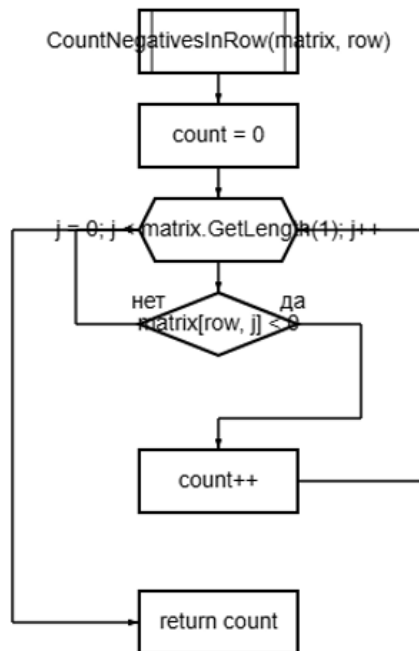 CountNegativesInRow(matrix, row)
count = 0
j = 0; j < matrix.GetLength(1); j++
нет
да
matrix[row, j] < 0
count++
return count